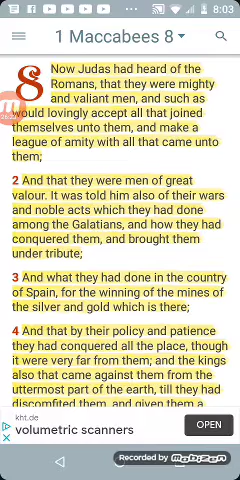 8:03
1 Maccabees 8
8 Now Judas had heard of the
Romans, that they were mighty
and valiant men, and such as
would lovingly accept all that joined
themselves unto them, and make a
league of amity with all that came unto
them;
2 And that they were men of great
valour. It was told him also of their wars
and noble acts which they had done
among the Galatians, and how they had
conquered them, and brought them
under tribute;
3 And what they had done in the country
of Spain, for the winning of the mines of
the silver and gold which is there;
4 And that by their policy and patience
they had conquered all the place, though
it were very far from them; and the kings
also that came against them from the
uttermost part of the earth, till they had
discomfited them, and given them a
kht.de
volumetric scanners
OPEN
Recorded by mobizen